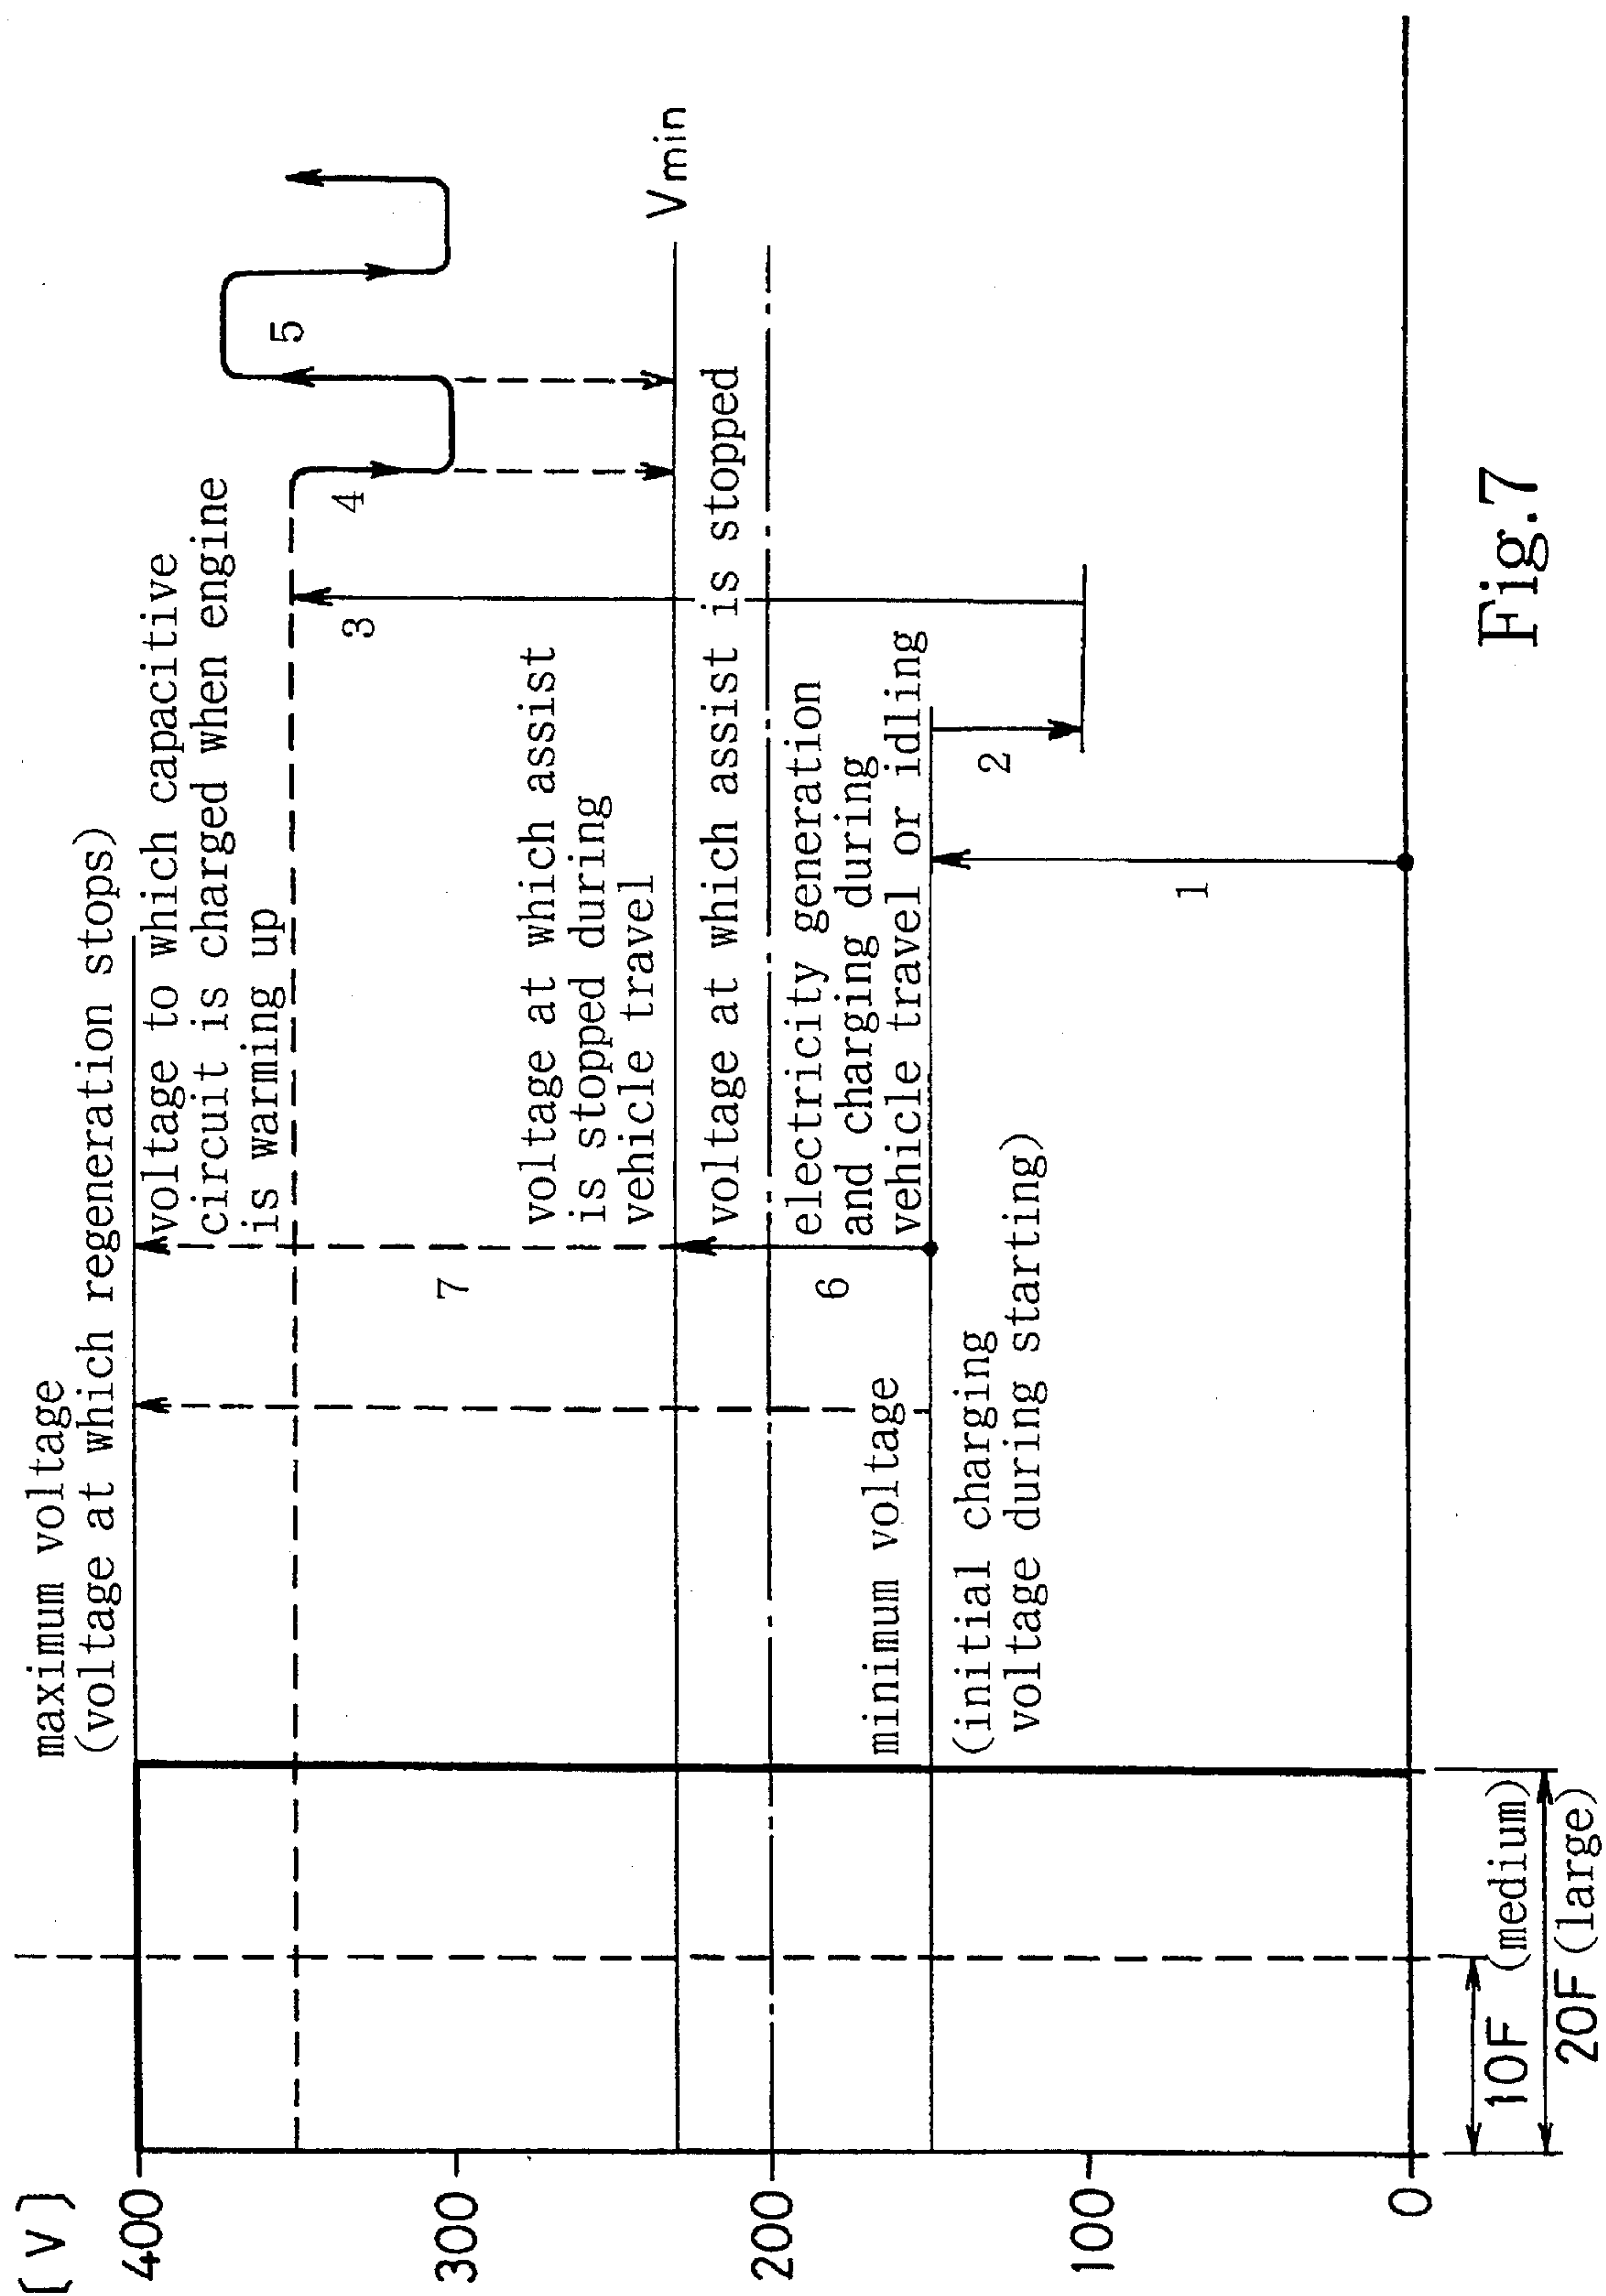 [V]
400
300
200
100
0
maximum voltage
(voltage at which regeneration stops)
voltage to which capacitive
circuit is charged when engine
is warming up
voltage at which assist
is stopped during
vehicle travel
Vmin
voltage at which assist is stopped
electricity generation
and charging during
vehicle travel or idling
minimum voltage
(initial charging
voltage during starting)
7
6
1
2
3
4
5
10F (medium)
20F (large)
Fig.7